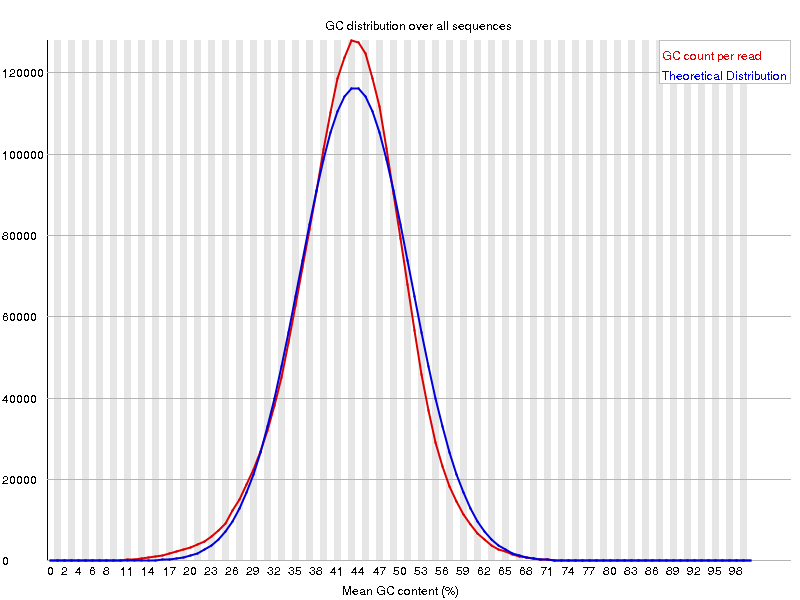 GC distribution over all sequences
GC count per read
Theoretical Distribution
120000
100000
80000
60000
40000
20000
0
0 2 4 6 8 11 14 17 20 23 26 29 32 35 38 41 44 47 50 53 56 59 62 65 68 71 74 77 80 83 86 89 92 95 98
Mean GC content (%)